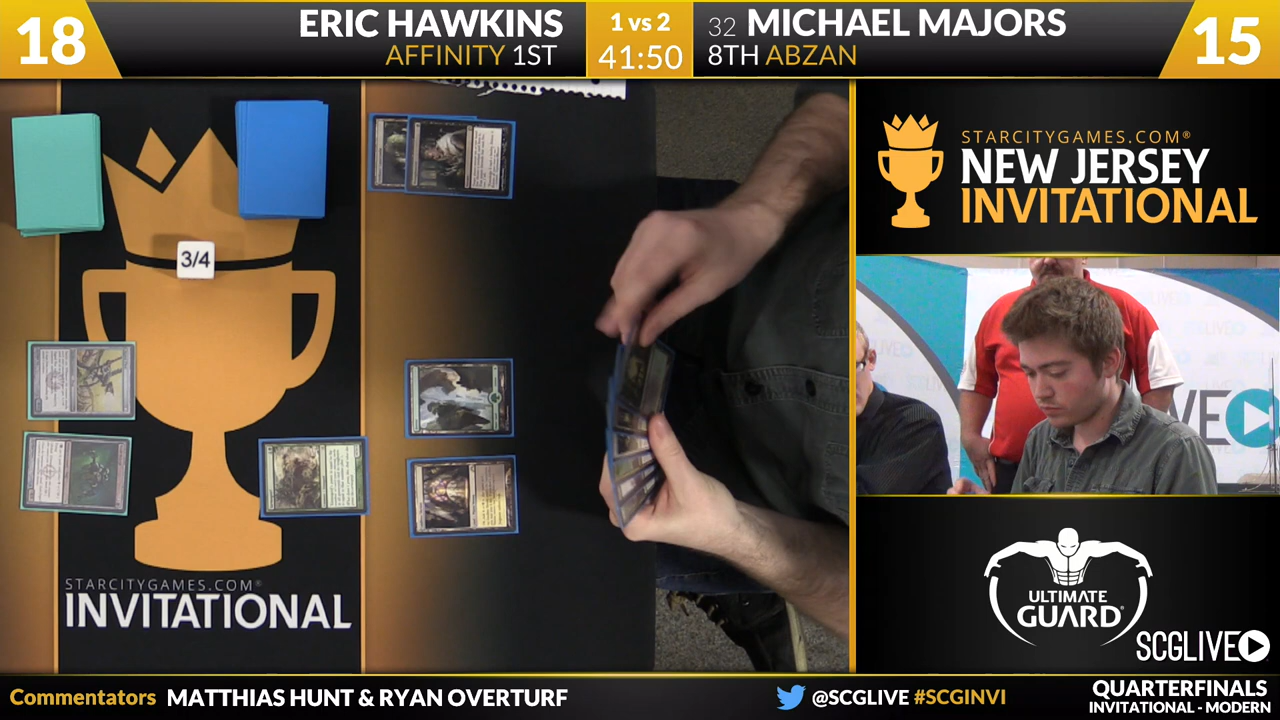 18
ERIC HAWKINS
AFFINITY 1ST
1 vs 2
41:50
32 MICHAEL MAJORS
8TH ABZAN
15
3/4
STARCITYGAMES.COM®
INVITATIONAL
STARCITYGAMES.COM®
NEW JERSEY
INVITATIONAL
ULTIMATE
GUARD
SCGLIVE
Commentators MATTHIAS HUNT & RYAN OVERTURF
@SCGLIVE #SCGINVI
QUARTERFINALS
INVITATIONAL - MODERN